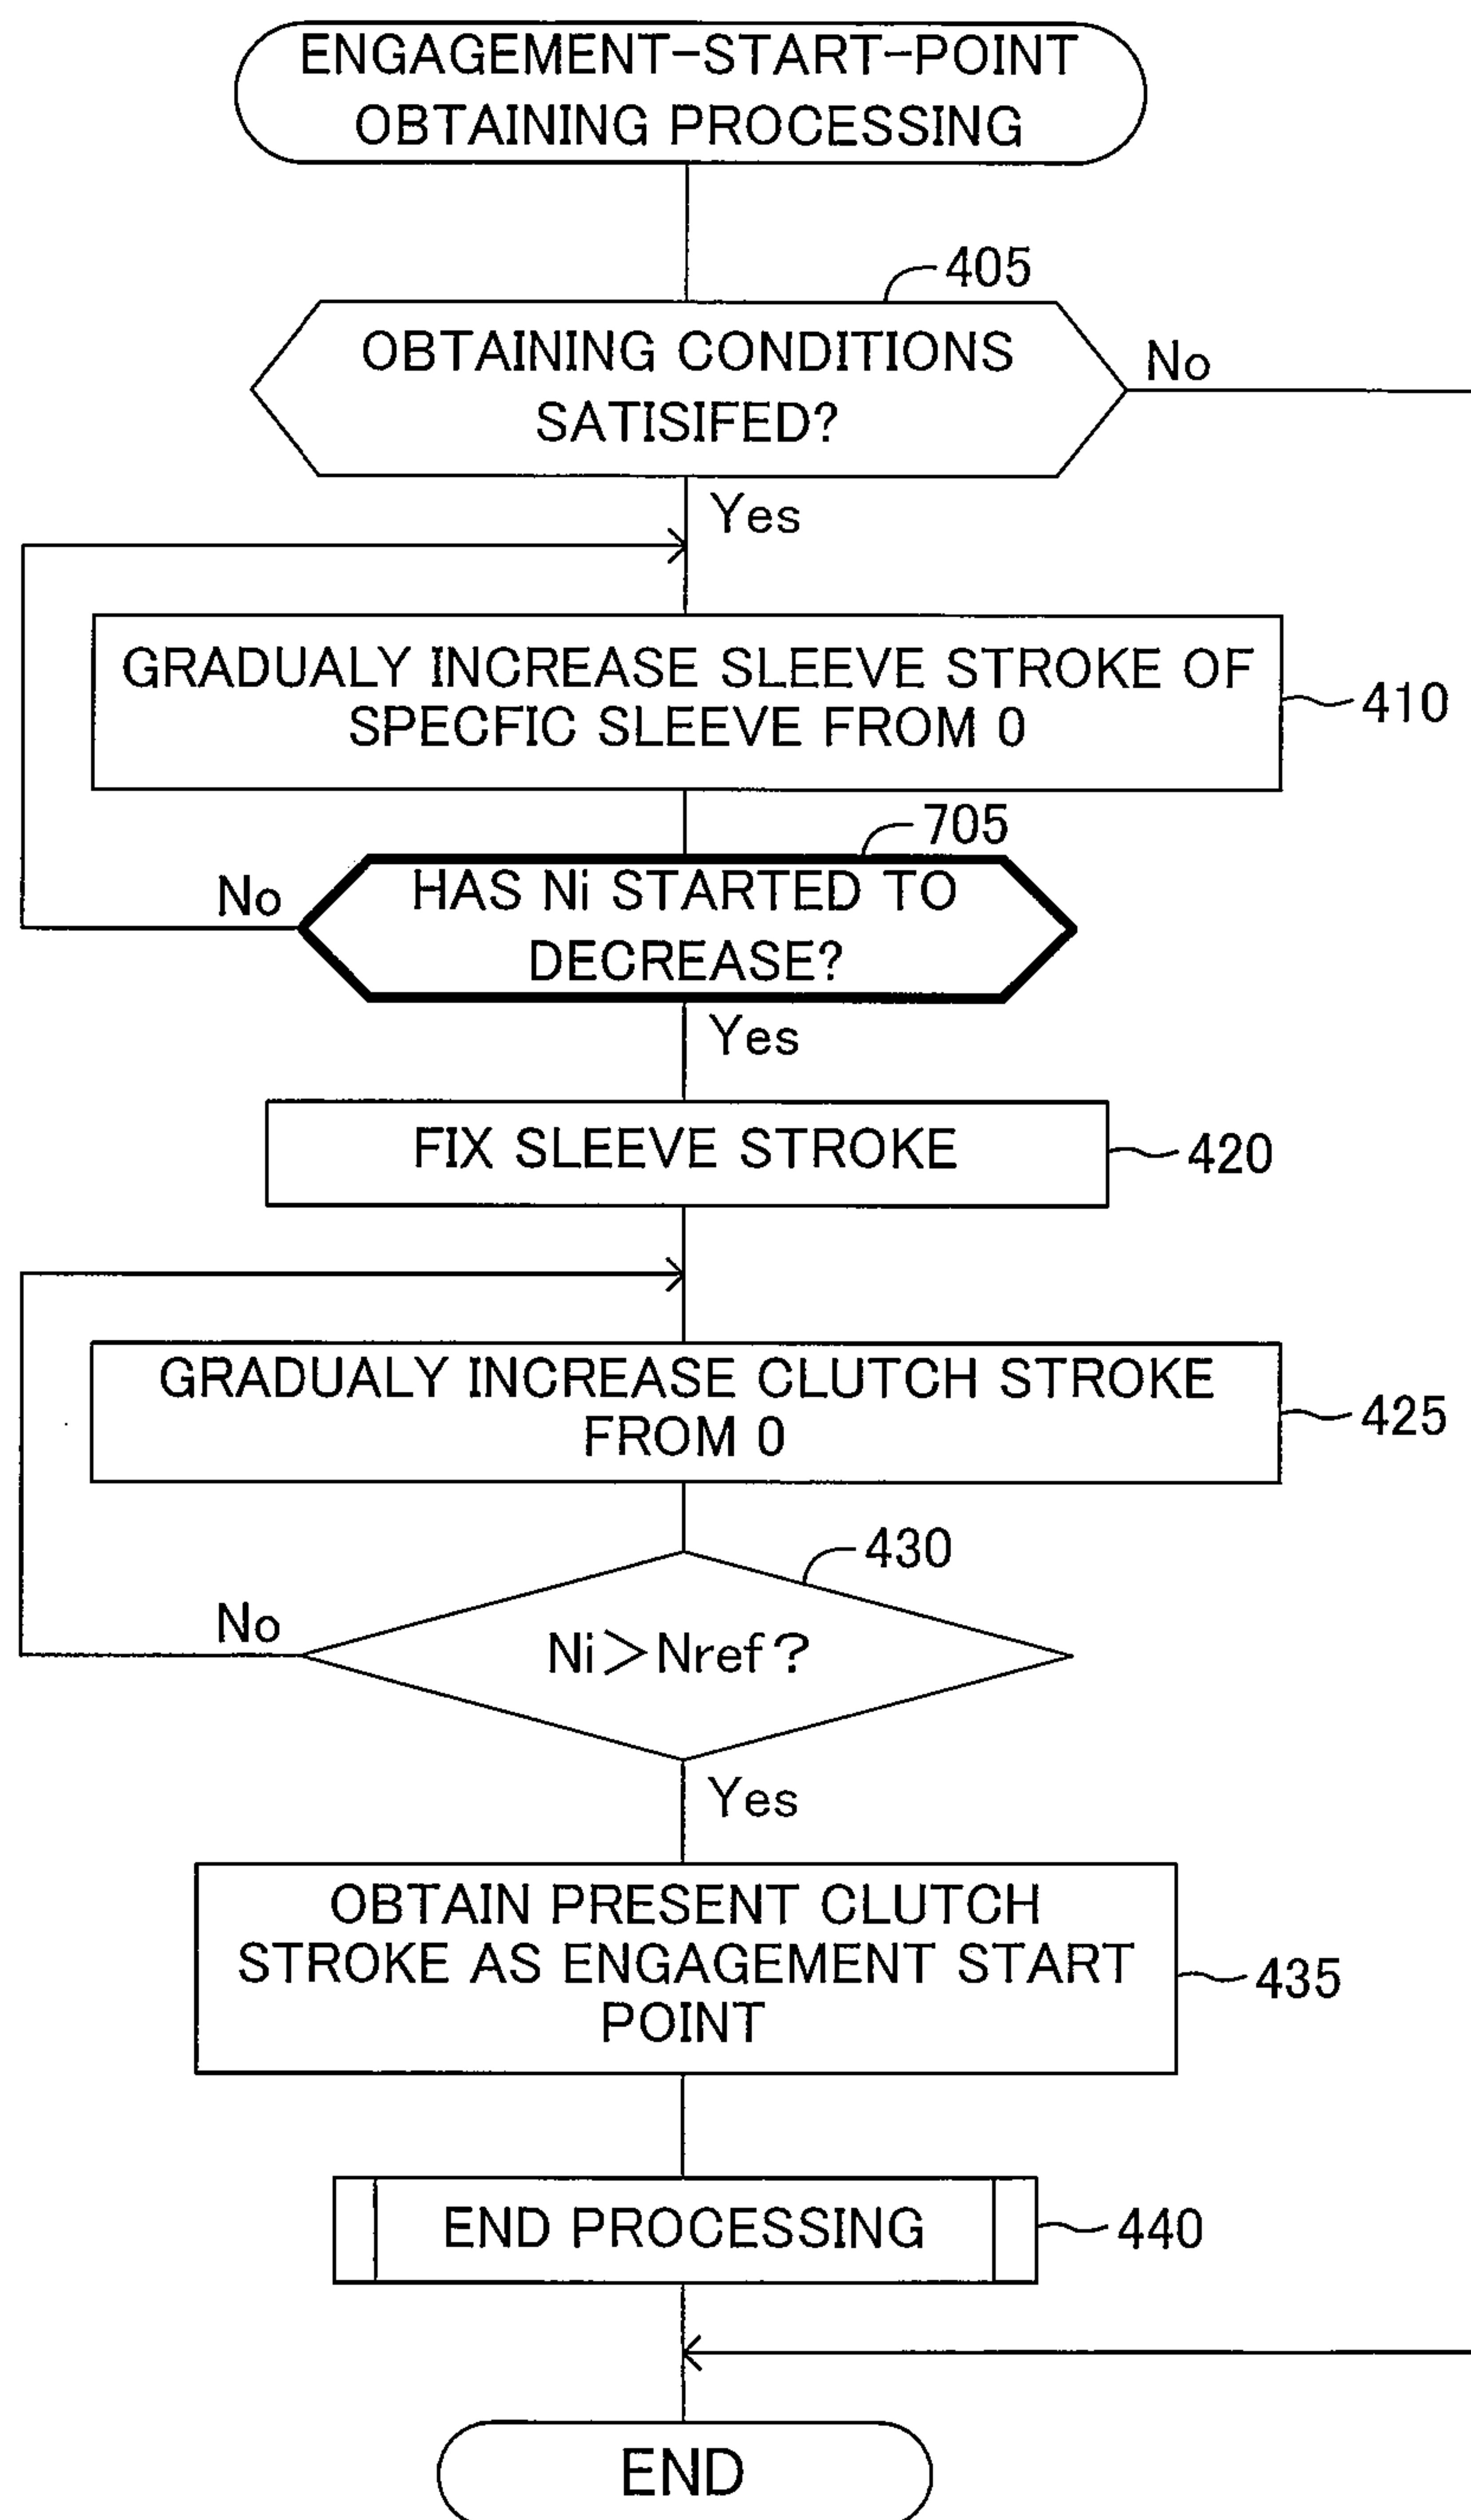 ENGAGEMENT-START-POINT
OBTAINING PROCESSING
405
OBTAINING CONDITIONS
SATISIFED?
No
Yes
GRADUALY INCREASE SLEEVE STROKE OF
SPECFIC SLEEVE FROM 0
410
705
HAS Ni STARTED TO
DECREASE?
No
Yes
FIX SLEEVE STROKE
420
GRADUALY INCREASE CLUTCH STROKE
FROM 0
425
430
Ni>Nref?
No
Yes
OBTAIN PRESENT CLUTCH
STROKE AS ENGAGEMENT START
POINT
435
END PROCESSING
440
END